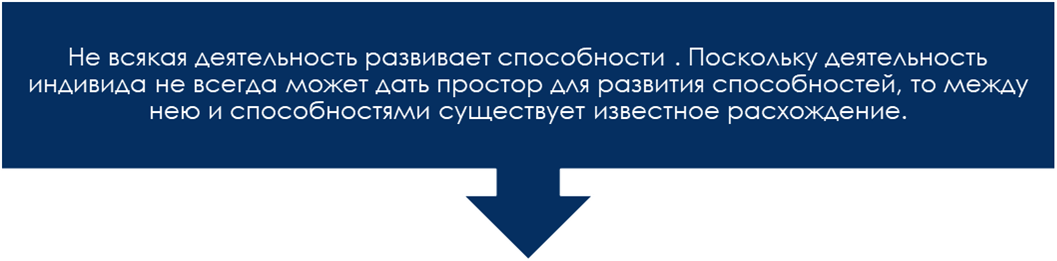 Не всякая деятельность развивает способности . Поскольку деятельность
индивида не всегда может дать простор для развития способностей, то между
нею и способностями существует известное расхождение.